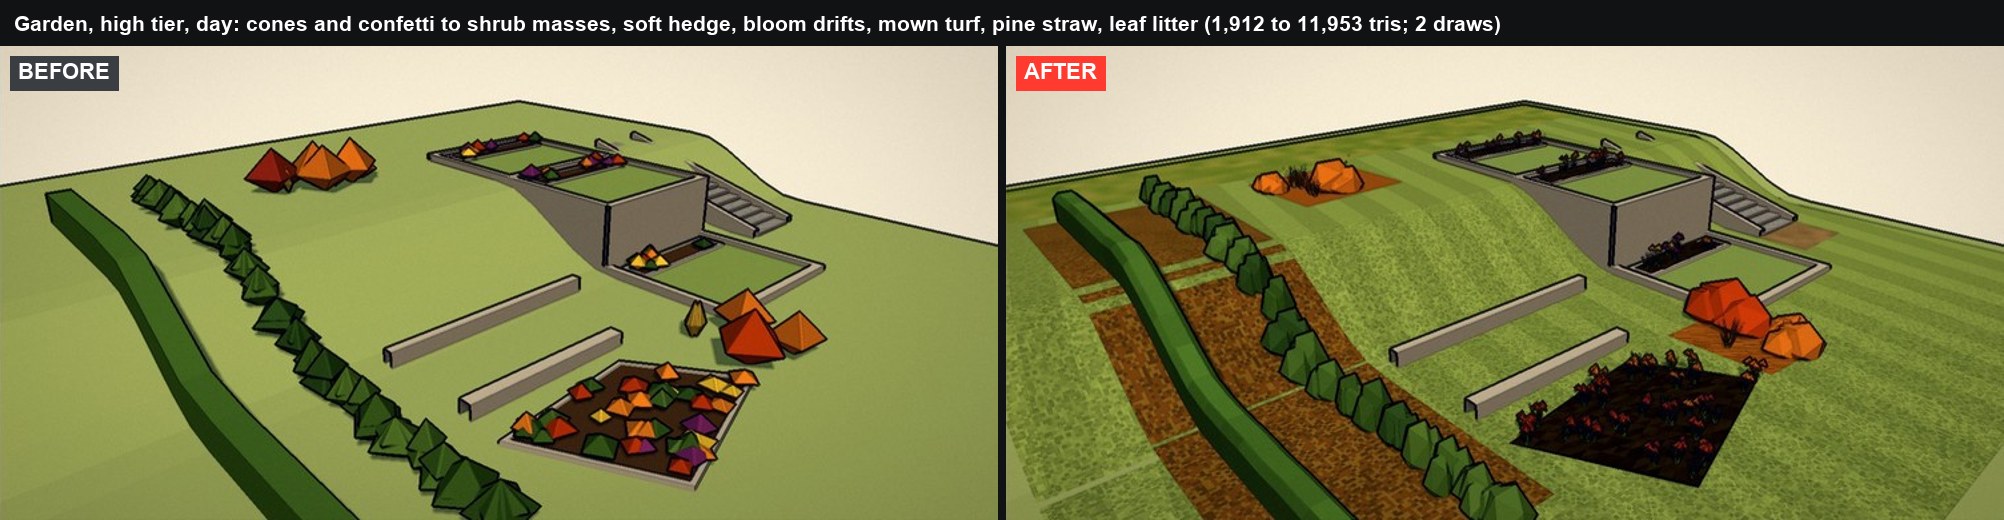 Garden, high tier, day: cones and confetti to shrub masses, soft hedge, bloom drifts, mown turf, pine straw, leaf litter (1,912 to 11,953 tris; 2 draws)
BEFORE
AFTER